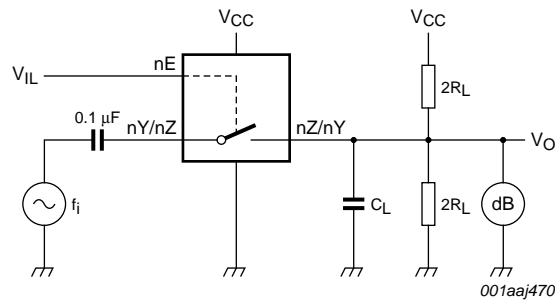 VCC VCC
VIL nE
2RL
0.1 μF nY/nZ nZ/nY VO
fi CL 2RL dB
001aaj470